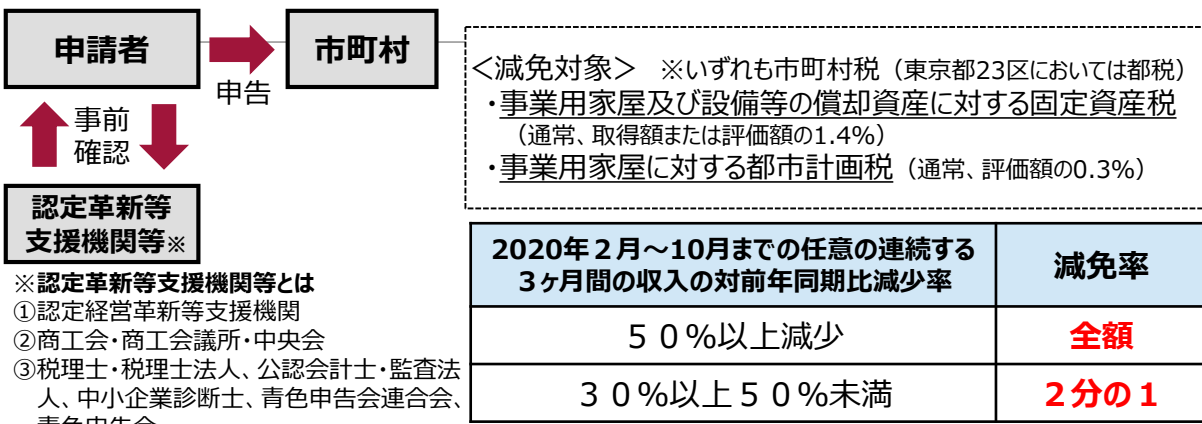 申請者
市町村
申告
事前
確認
認定革新等
支援機関等※
※認定革新等支援機関等とは
①認定経営革新等支援機関
②商工会・商工会議所・中央会
③税理士・税理士法人、公認会計士・監査法
人、中小企業診断士、青色申告会連合会、
青色申告会
＜減免対象＞ ※いずれも市町村税（東京都23区においては都税）
・事業用家屋及び設備等の償却資産に対する固定資産税
（通常、取得額または評価額の1.4%）
・事業用家屋に対する都市計画税（通常、評価額の0.3%）
2020年２月～10月までの任意の連続する
３ヶ月間の収入の対前年同期比減少率
減免率
５０%以上減少
全額
３０%以上５０%未満
２分の１